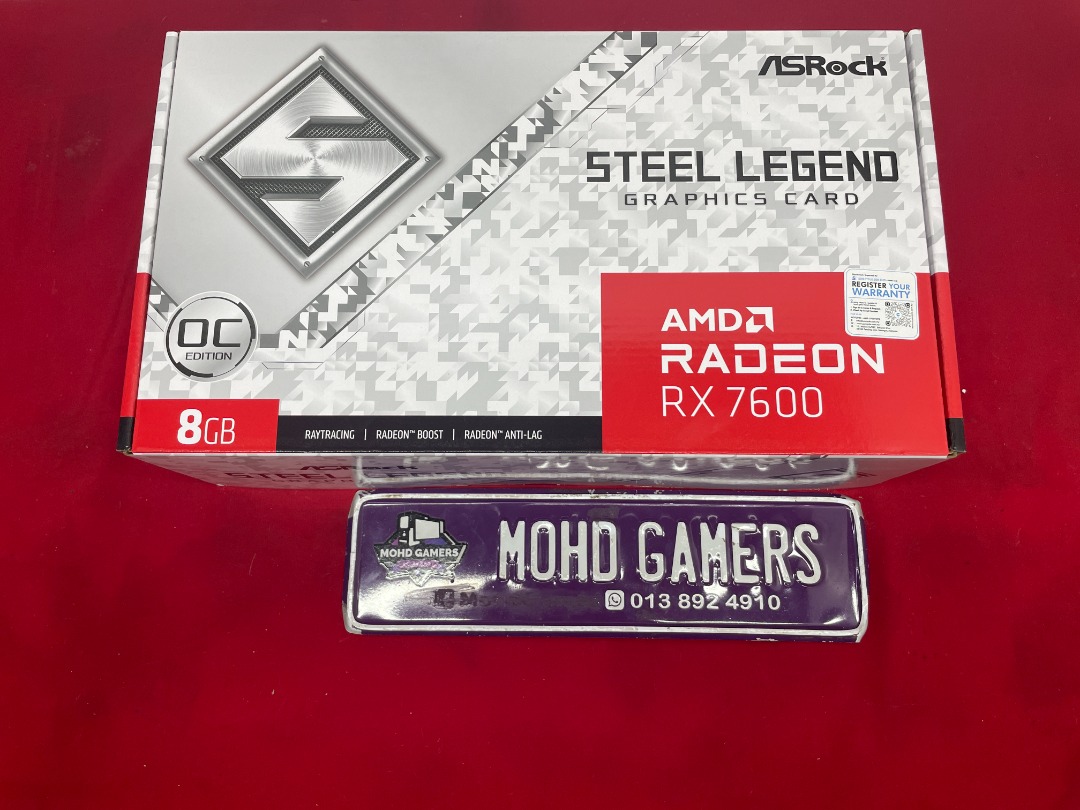 ASRock
STEEL LEGEND
GRAPHICS CARD
OC
EDITION
REGISTER YOUR
WARRANTY
AMD
RADEON
RX 7600
8GB
RAYTRACING | RADEON™ BOOST | RADEON™ ANTI-LAG
ASRock
MOHD GAMERS
MOHD GAMERS
013 892 4910